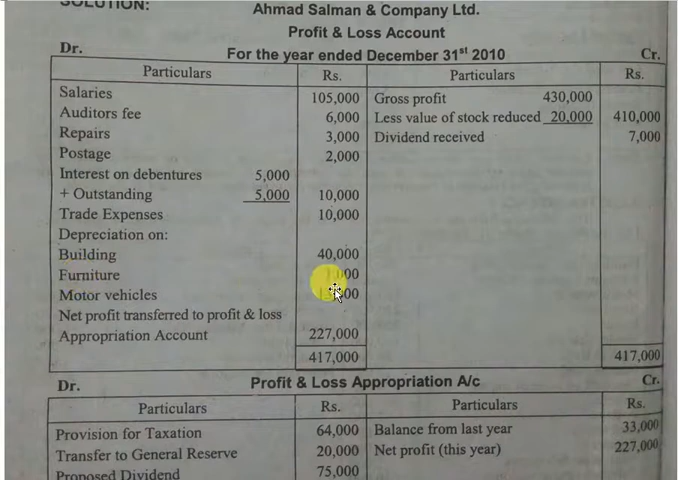 SOLUTION:
Ahmad Salman & Company Ltd.
Profit & Loss Account
Dr. For the year ended December 31st 2010 Cr.
Particulars Rs. Particulars Rs.
Salaries 105,000 Gross profit 430,000
Auditors fee 6,000 Less value of stock reduced 20,000 410,000
Repairs 3,000 Dividend received 7,000
Postage 2,000
Interest on debentures 5,000
+ Outstanding 5,000 10,000
Trade Expenses 10,000
Depreciation on:
Building 40,000
Furniture
Motor vehicles
Net profit transferred to profit & loss
Appropriation Account 227,000
417,000 417,000
Dr. Profit & Loss Appropriation A/c Cr.
Particulars Rs. Particulars Rs.
Provision for Taxation 64,000 Balance from last year 33,000
Transfer to General Reserve 20,000 Net profit (this year) 227,000
Proposed Dividend 75,000